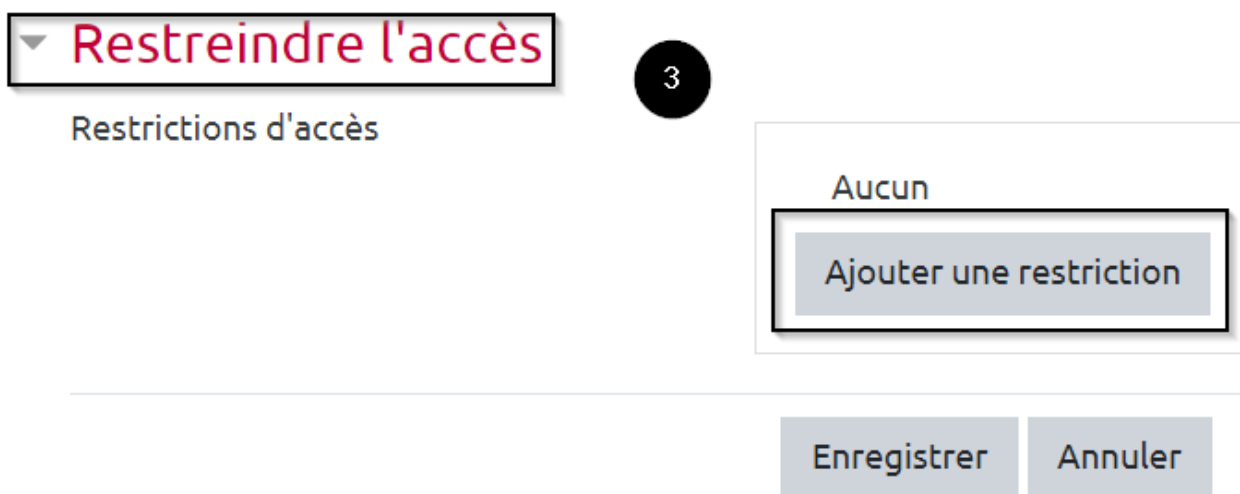 Restreindre l'accès
3
Restrictions d'accès
Aucun
Ajouter une restriction
Enregistrer Annuler